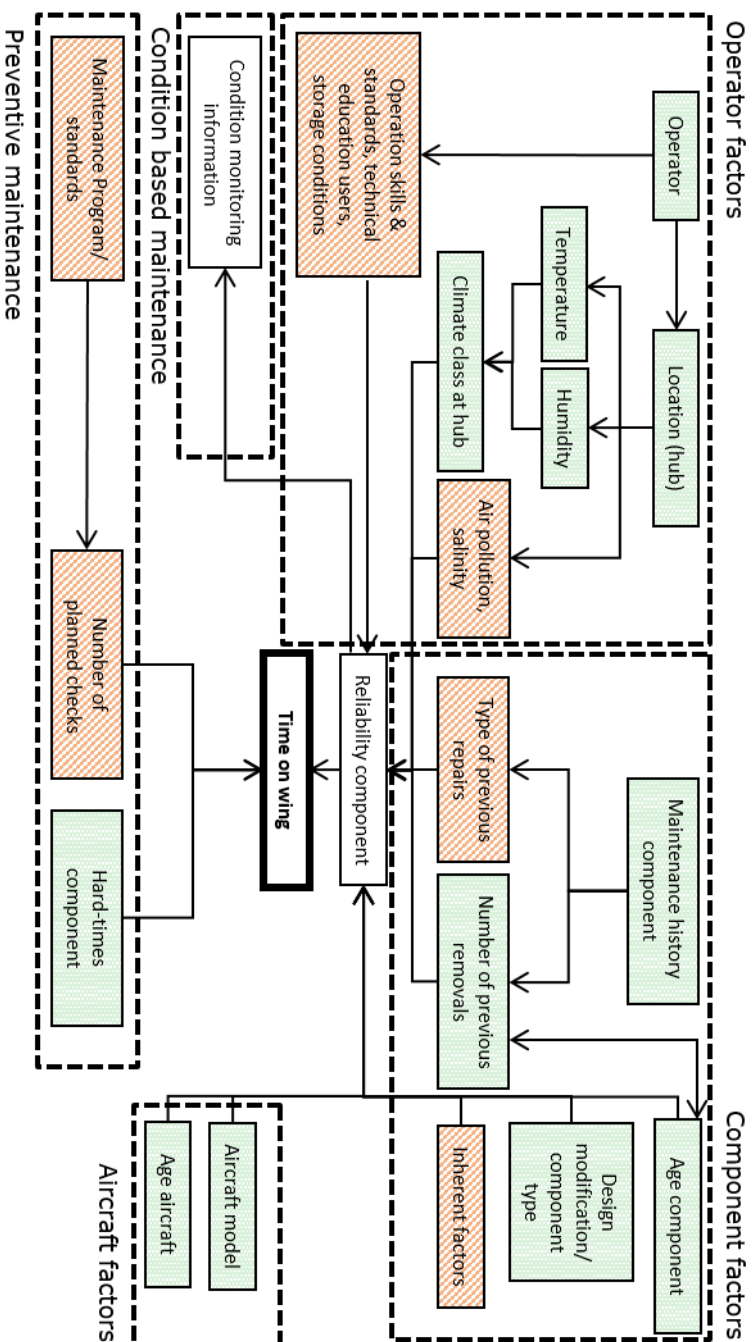 Operator factors
Operator
Location (hub)
Temperature
Humidity
Climate class at hub
Air pollution,
salinity
Operation skills &
standards, technical
education users,
storage conditions
Component factors
Maintenance history
component
Type of previous
repairs
Number of previous
removals
Age component
Design
modification/
component
type
Inherent factors
Reliability component
Time on wing
Condition monitoring
information
Condition based maintenance
Aircraft model
Age aircraft
Aircraft factors
Maintenance Program/
standards
Number of
planned checks
Hard-times
component
Preventive maintenance